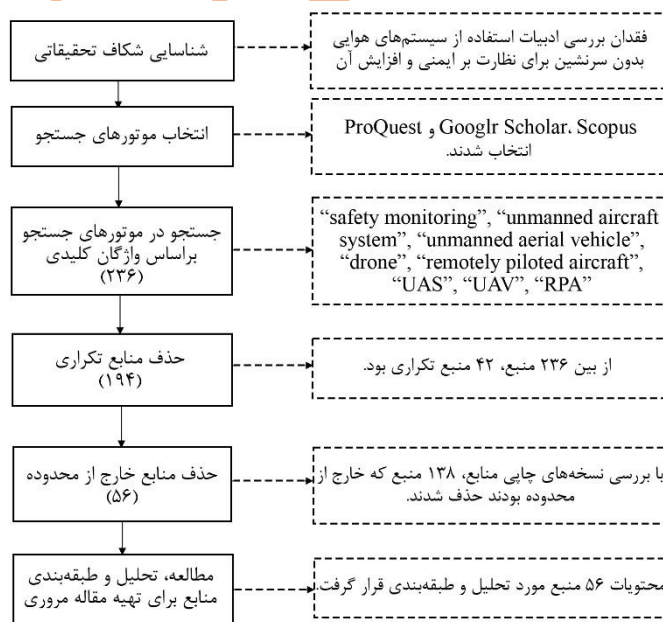 شناسایی شکاف تحقیقاتی
فقدان بررسی ادبیات استفاده از سیستم‌های هوایی
بدون سرنشین برای نظارت بر ایمنی و افزایش آن
انتخاب موتورهای جستجو
Googlr Scholar، Scopus و ProQuest
انتخاب شدند.
جستجو در موتورهای جستجو
براساس واژگان کلیدی
(۲۳۶)
“safety monitoring”, “unmanned aircraft
system”, “unmanned aerial vehicle”,
“drone”, “remotely piloted aircraft”,
“UAS”, “UAV”, “RPA”
حذف منابع تکراری
(۱۹۴)
از بین ۲۳۶ منبع، ۴۲ منبع تکراری بود.
حذف منابع خارج از محدوده
(۵۶)
با بررسی نسخه‌های چاپی منابع، ۱۳۸ منبع که خارج از
محدوده بودند حذف شدند.
مطالعه، تحلیل و طبقه‌بندی
منابع برای تهیه مقاله مروری
محتویات ۵۶ منبع مورد تحلیل و طبقه‌بندی قرار گرفت.